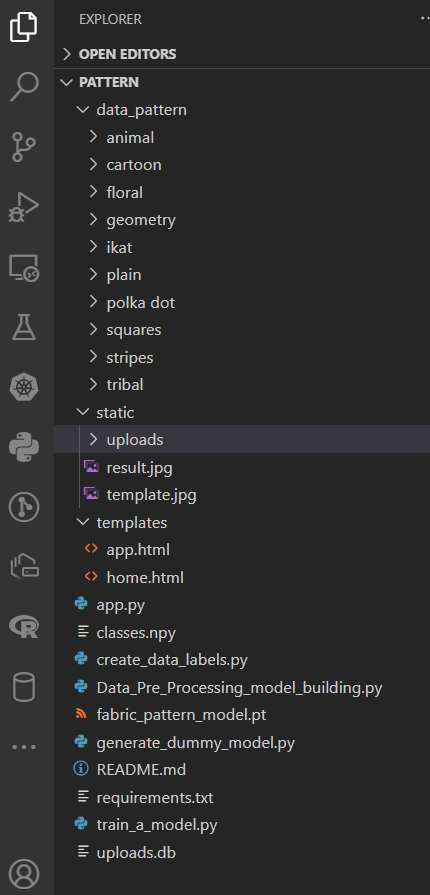 EXPLORER
OPEN EDITORS
PATTERN
data_pattern
animal
cartoon
floral
geometry
ikat
plain
polka dot
squares
stripes
tribal
static
uploads
result.jpg
template.jpg
templates
app.html
home.html
app.py
classes.npy
create_data_labels.py
Data_Pre_Processing_model_building.py
fabric_pattern_model.pt
generate_dummy_model.py
README.md
requirements.txt
train_a_model.py
uploads.db